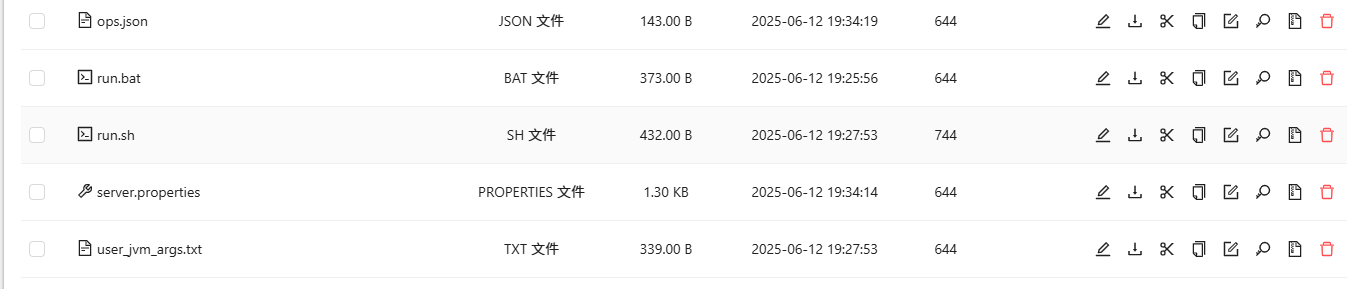 ops.json JSON 文件 143.00 B 2025-06-12 19:34:19 644
run.bat BAT 文件 373.00 B 2025-06-12 19:25:56 644
run.sh SH 文件 432.00 B 2025-06-12 19:27:53 744
server.properties PROPERTIES 文件 1.30 KB 2025-06-12 19:34:14 644
user_jvm_args.txt TXT 文件 339.00 B 2025-06-12 19:27:53 644